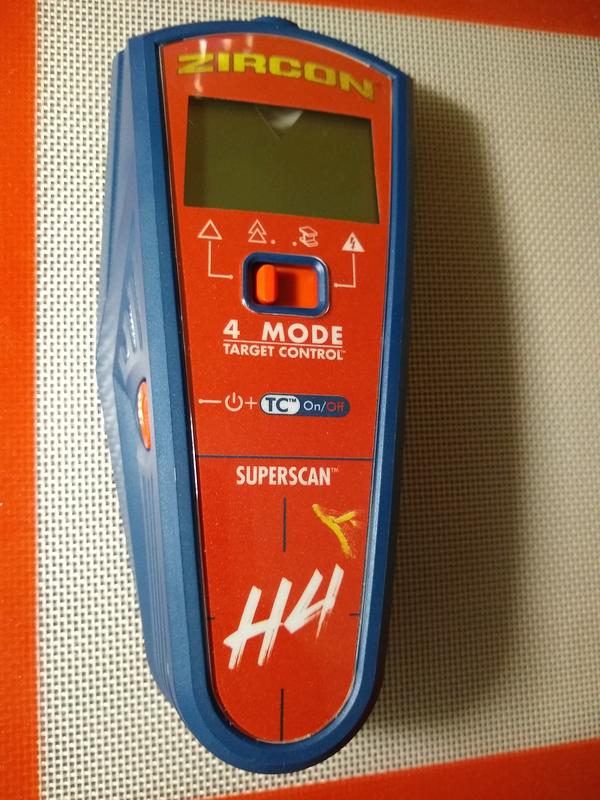 ZIRCON
4 MODE
TARGET CONTROL™
+ TC™ On/Off
SUPERSCAN™
H4